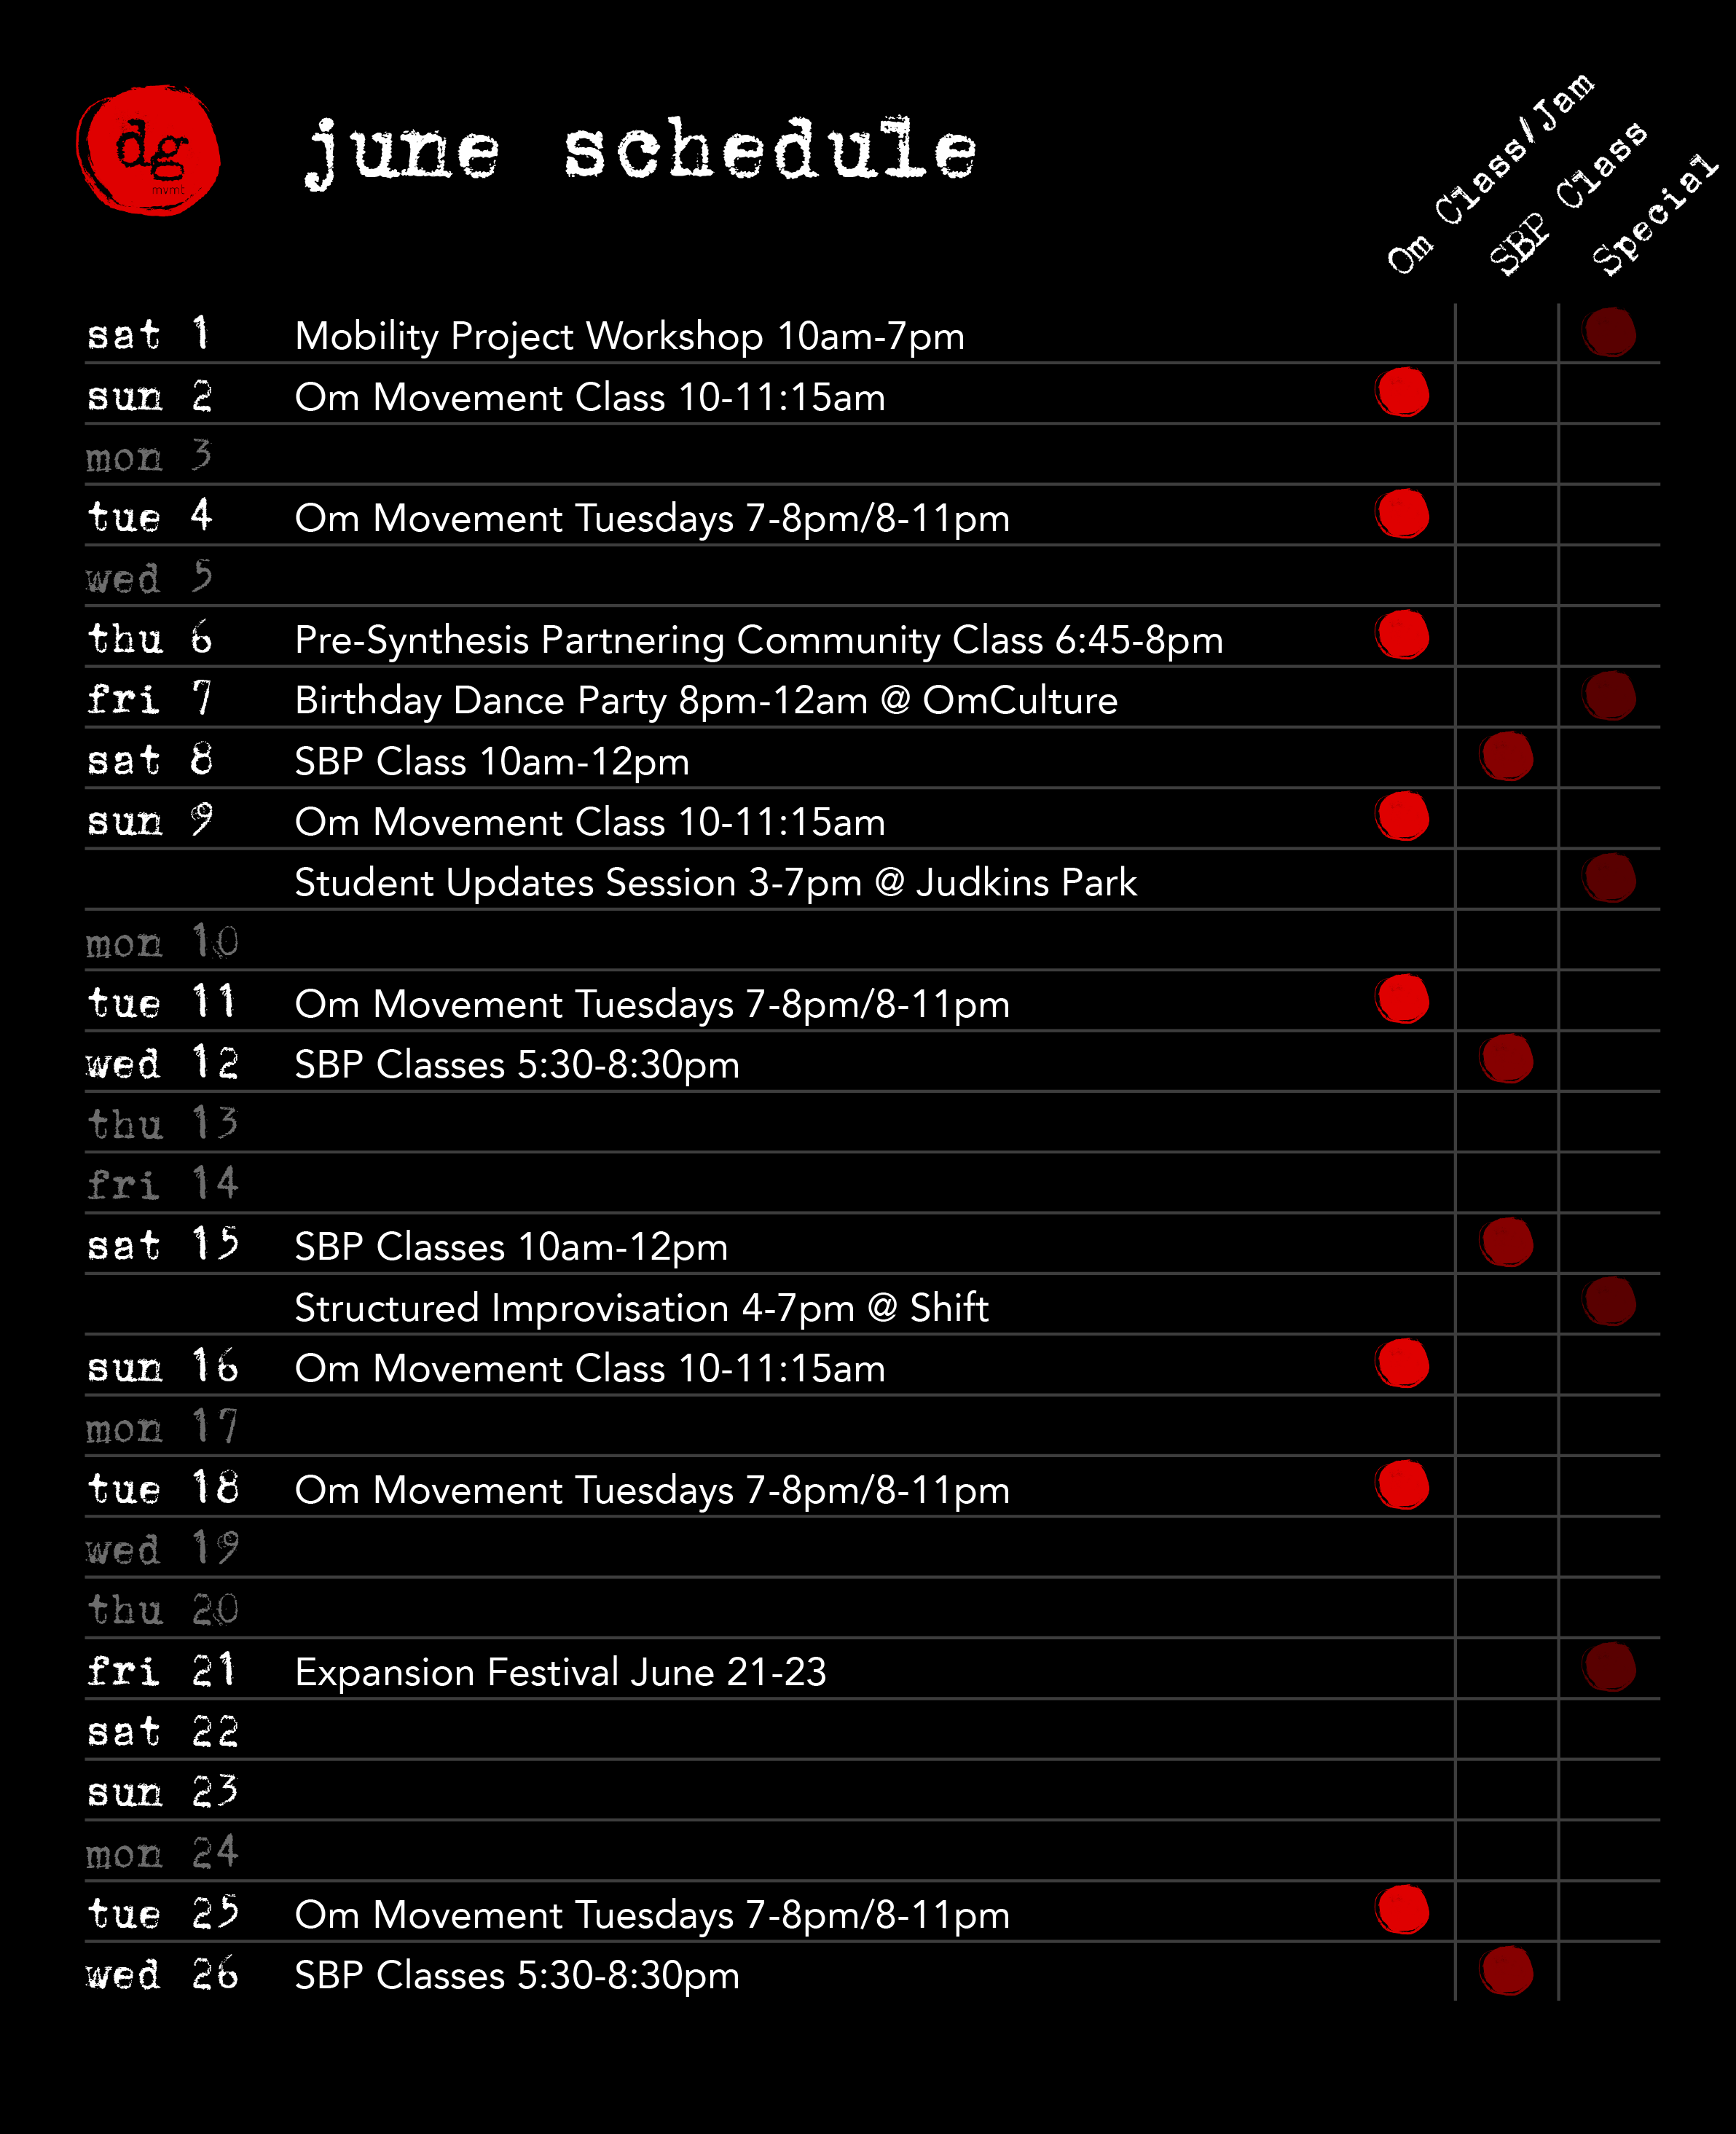 dg
mvmt
june schedule
Om Class/Jam
SBP Class
Special
sat 1 Mobility Project Workshop 10am-7pm
sun 2 Om Movement Class 10-11:15am
mon 3
tue 4 Om Movement Tuesdays 7-8pm/8-11pm
wed 5
thu 6 Pre-Synthesis Partnering Community Class 6:45-8pm
fri 7 Birthday Dance Party 8pm-12am @ OmCulture
sat 8 SBP Class 10am-12pm
sun 9 Om Movement Class 10-11:15am
Student Updates Session 3-7pm @ Judkins Park
mon 10
tue 11 Om Movement Tuesdays 7-8pm/8-11pm
wed 12 SBP Classes 5:30-8:30pm
thu 13
fri 14
sat 15 SBP Classes 10am-12pm
Structured Improvisation 4-7pm @ Shift
sun 16 Om Movement Class 10-11:15am
mon 17
tue 18 Om Movement Tuesdays 7-8pm/8-11pm
wed 19
thu 20
fri 21 Expansion Festival June 21-23
sat 22
sun 23
mon 24
tue 25 Om Movement Tuesdays 7-8pm/8-11pm
wed 26 SBP Classes 5:30-8:30pm